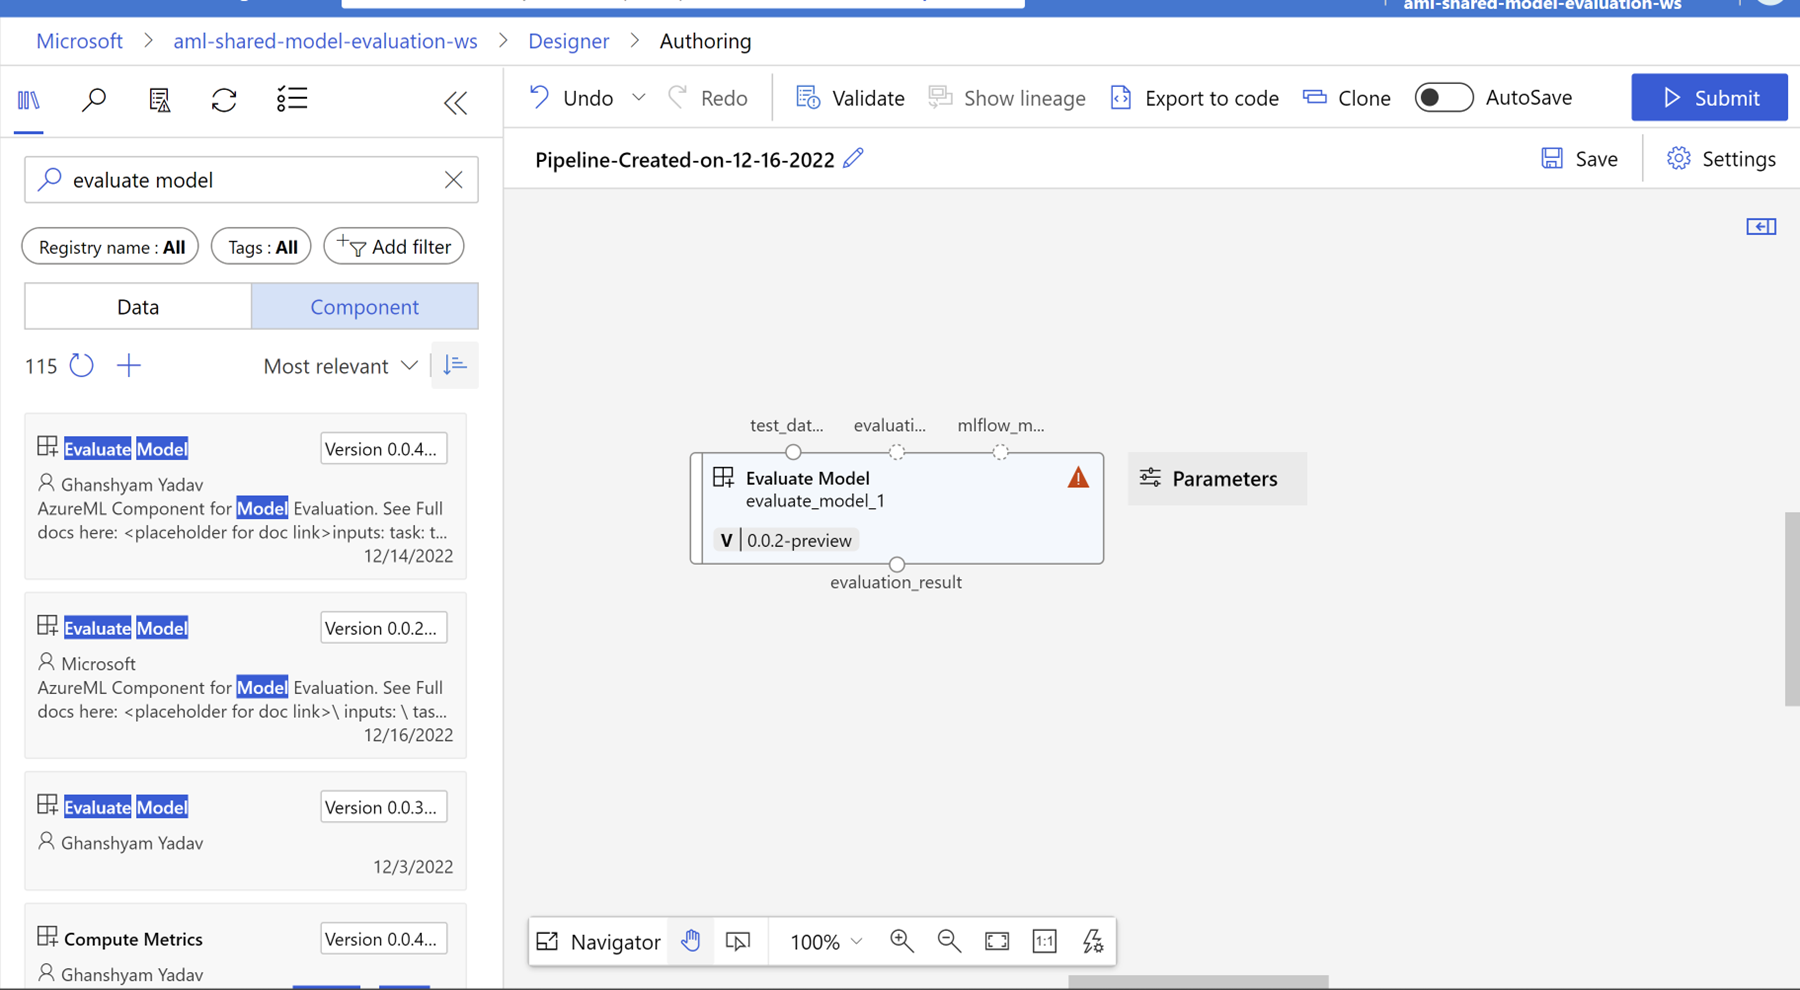 aml-shared-model-evaluation-ws
Microsoft > aml-shared-model-evaluation-ws > Designer > Authoring
Undo Redo Validate Show lineage Export to code Clone AutoSave Submit
Pipeline-Created-on-12-16-2022 Save Settings
evaluate model
Registry name : All Tags : All Add filter
Data Component
115 Most relevant
Evaluate Model Version 0.0.4...
Ghanshyam Yadav
AzureML Component for Model Evaluation. See Full
docs here: <placeholder for doc link>inputs: task: t...
12/14/2022
Evaluate Model Version 0.0.2...
Microsoft
AzureML Component for Model Evaluation. See Full
docs here: <placeholder for doc link>\ inputs: \ tas...
12/16/2022
Evaluate Model Version 0.0.3...
Ghanshyam Yadav
12/3/2022
Compute Metrics Version 0.0.4...
Ghanshyam Yadav
test_dat... evaluati... mlflow_m...
Evaluate Model
evaluate_model_1
V 0.0.2-preview
evaluation_result
Parameters
Navigator 100% 1:1